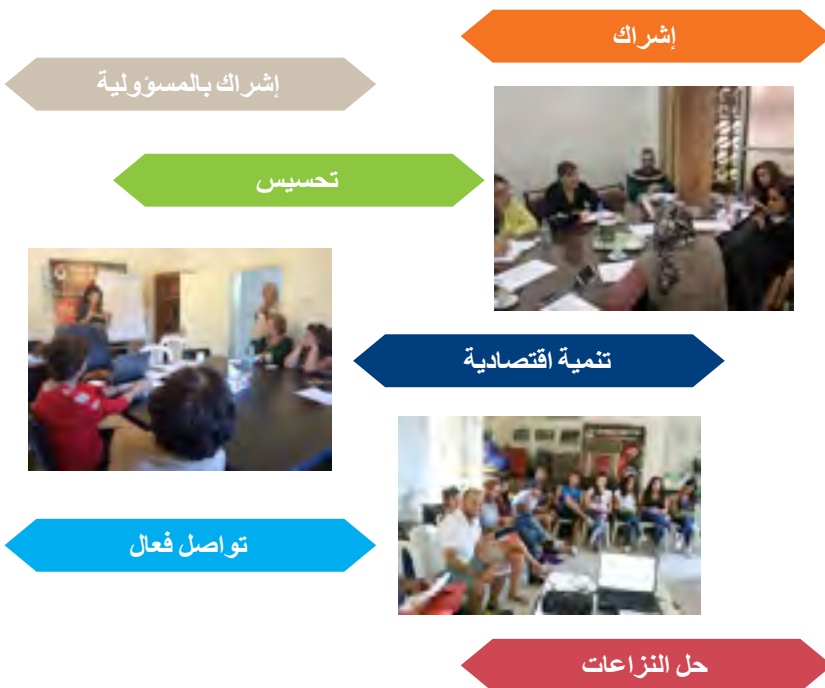 إشراك
إشراك بالمسؤولية
تحسيس
تنمية اقتصادية
تواصل فعال
حل النزاعات